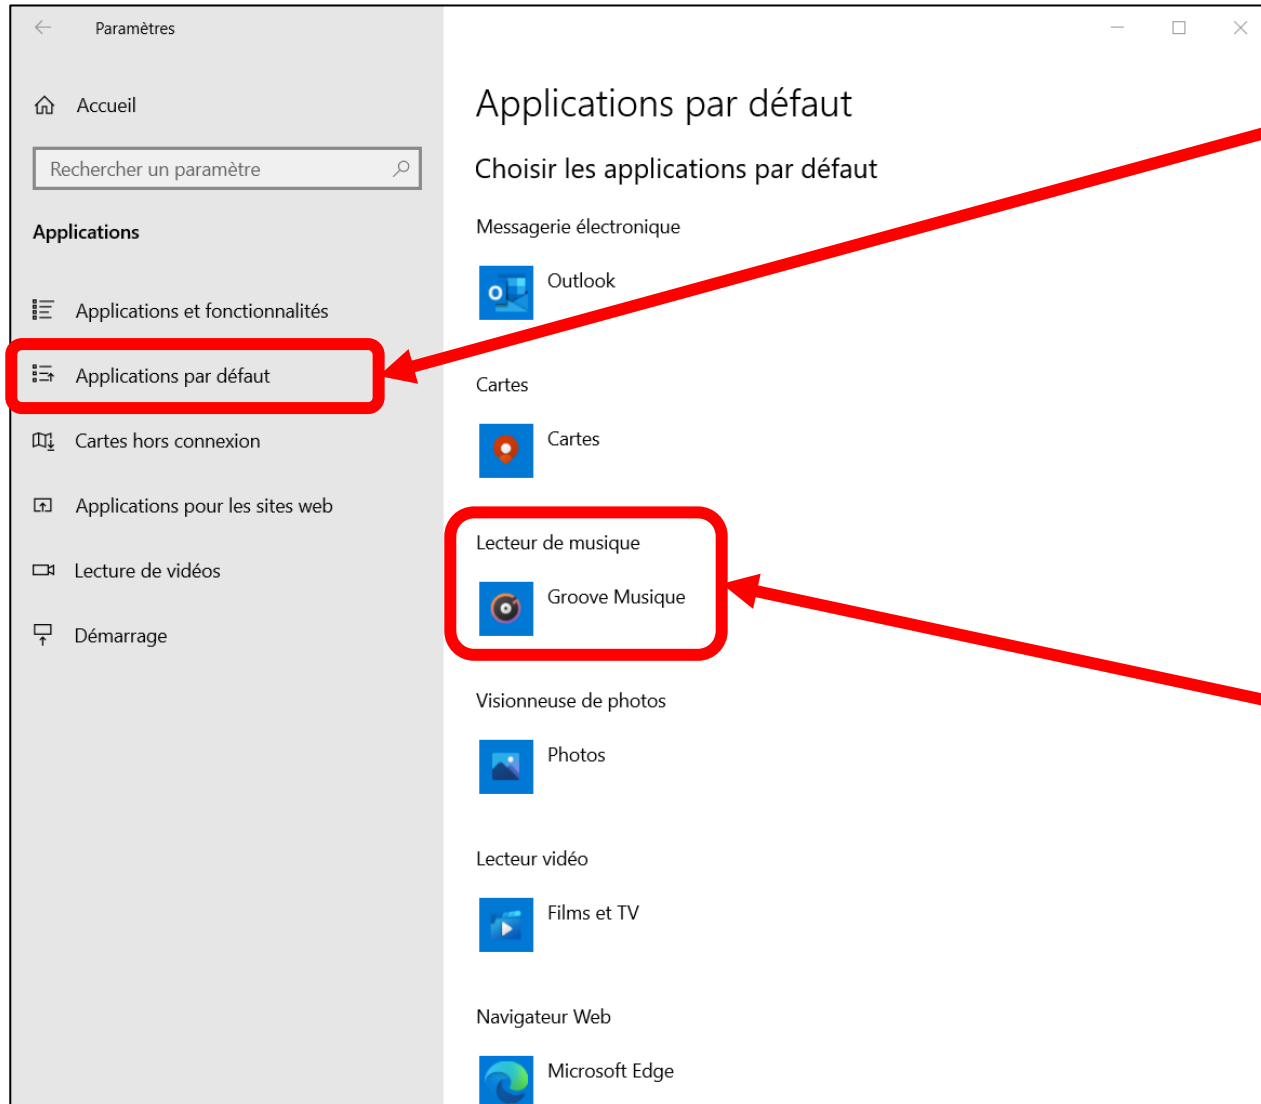 Paramètres
Accueil
Rechercher un paramètre
Applications
Applications et fonctionnalités
Applications par défaut
Cartes hors connexion
Applications pour les sites web
Lecture de vidéos
Démarrage
Applications par défaut
Choisir les applications par défaut
Messagerie électronique
Outlook
Cartes
Cartes
Lecteur de musique
Groove Musique
Visionneuse de photos
Photos
Lecteur vidéo
Films et TV
Navigateur Web
Microsoft Edge